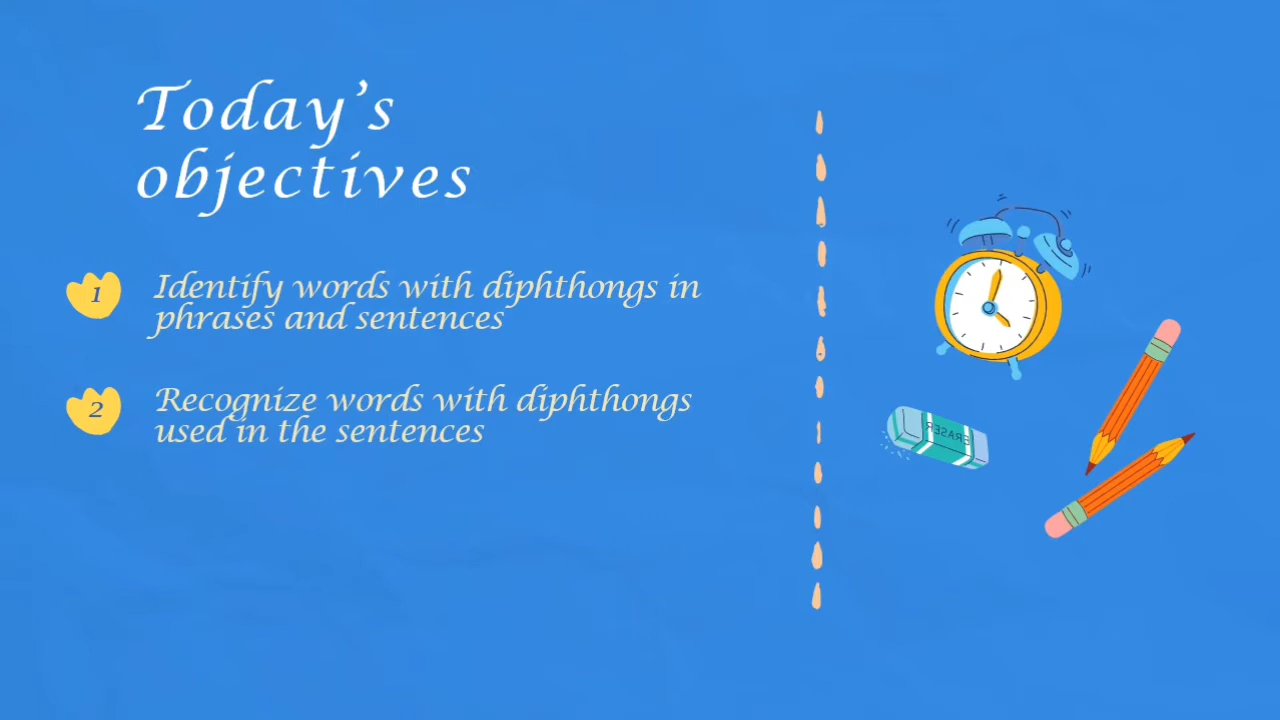 Today's
objectives
1
Identify words with diphthongs in
phrases and sentences
2
Recognize words with diphthongs
used in the sentences
ERASER